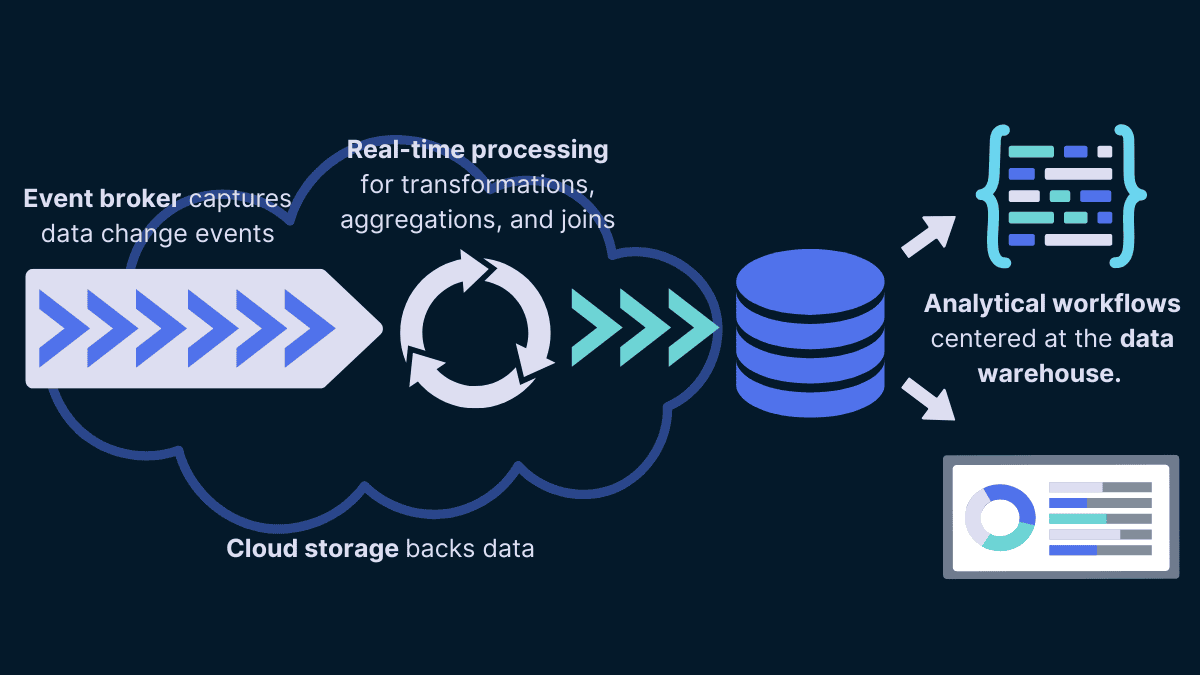 Event broker captures
data change events
Real-time processing
for transformations,
aggregations, and joins
Analytical workflows
centered at the data
warehouse.
Cloud storage backs data